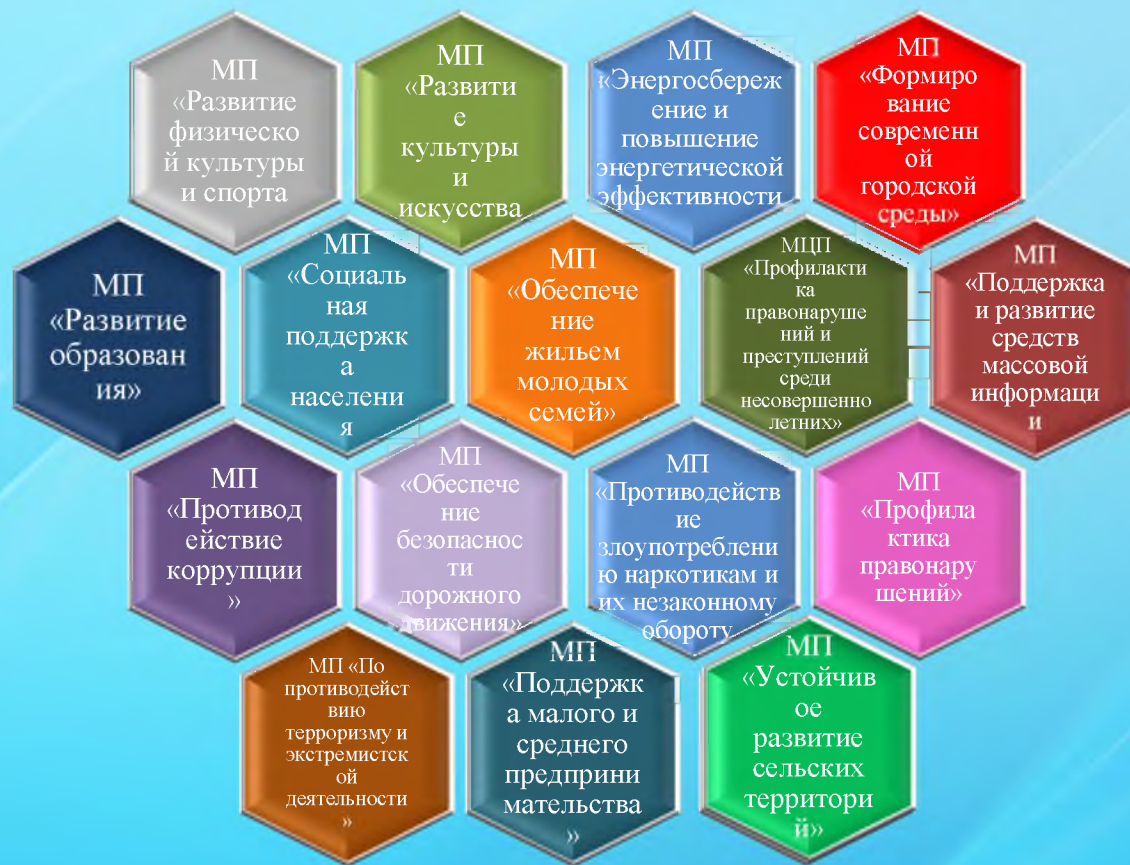 МП
«Развитие
физическо
й культуры
и спорта
МП
«Развити
е
культуры
и
искусства
МП
«Энергосбереж
ение и
повышение
энергетической
эффективности
МП
«Формиро
вание
современн
ой
городской
среды»
МП
«Развитие
образован
ия»
МП
«Социаль
ная
поддержк
а
населени
я
МП
«Обеспече
ние
жильем
молодых
семей»
МЦП
«Профилакти
ка
правонаруше
ний и
преступлений
среди
несовершенно
летних»
МП
«Поддержка
и развитие
средств
массовой
информаци
и
МП
«Противод
ействие
коррупции
»
МП
«Обеспече
ние
безопаснос
ти
дорожного
движения»
МП
«Противодейств
ие
злоупотреблени
ю наркотикам и
их незаконному
обороту
МП
«Профила
ктика
правонару
шений»
МП «По
противодейст
вию
терроризму и
экстремистск
ой
деятельности
»
МП
«Поддержк
а малого и
среднего
предприни
мательства
»
МП
«Устойчив
ое
развитие
сельских
территори
й»